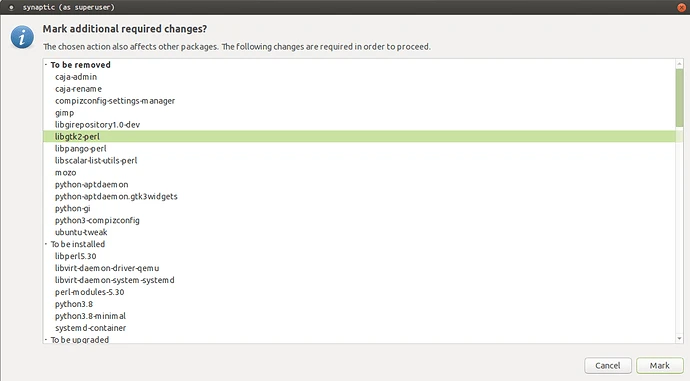 synaptic (as superuser)
Mark additional required changes?
The chosen action also affects other packages. The following changes are required in order to proceed.
- To be removed
caja-admin
caja-rename
compizconfig-settings-manager
gimp
libgirepository1.0-dev
libgtk2-perl
libpango-perl
libscalar-list-utils-perl
mozo
python-aptdaemon
python-aptdaemon.gtk3widgets
python-gi
python3-compizconfig
ubuntu-tweak
- To be installed
libperl5.30
libvirt-daemon-driver-qemu
libvirt-daemon-system-systemd
perl-modules-5.30
python3.8
python3.8-minimal
systemd-container
- To be upgraded
Cancel Mark